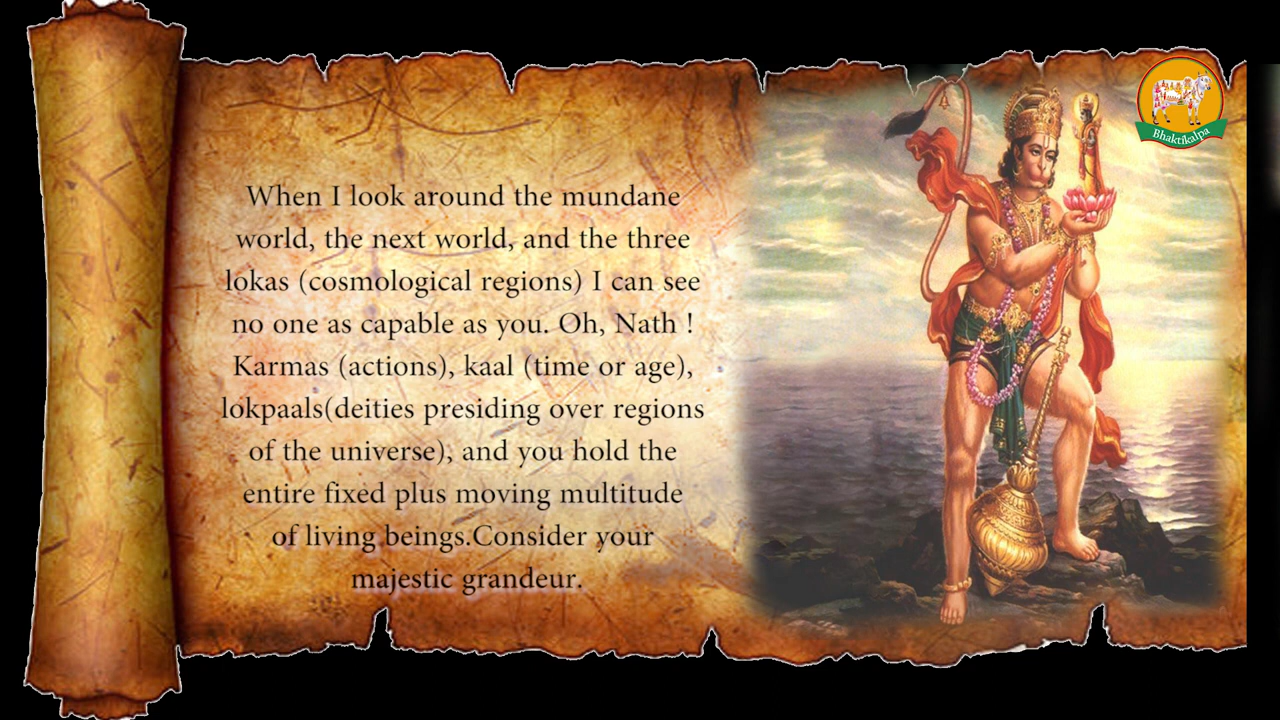 When I look around the mundane
world, the next world, and the three
lokas (cosmological regions) I can see
no one as capable as you. Oh, Nath !
Karmas (actions), kaal (time or age),
lokpaals(deities presiding over regions
of the universe), and you hold the
entire fixed plus moving multitude
of living beings.Consider your
majestic grandeur.
Bhaktikalpa